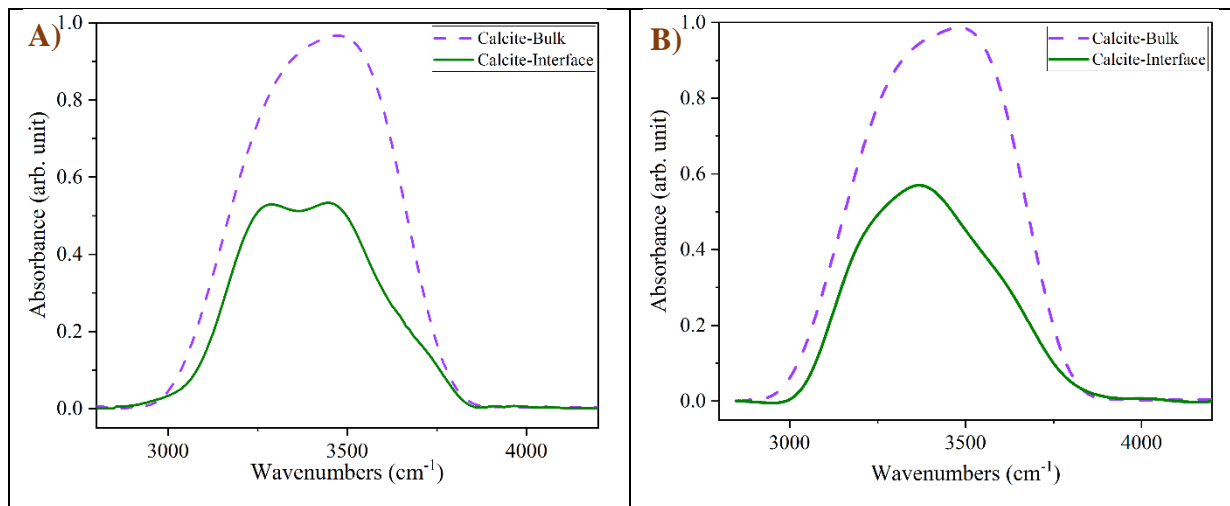 A)
Calcite-Bulk
Calcite-Interface
1.0
0.8
0.6
0.4
0.2
0.0
Absorbance (arb. unit)
3000 3500 4000
Wavenumbers (cm⁻¹)
B)
Calcite-Bulk
Calcite-Interface
1.0
0.8
0.6
0.4
0.2
0.0
Absorbance (arb. unit)
3000 3500 4000
Wavenumbers (cm⁻¹)